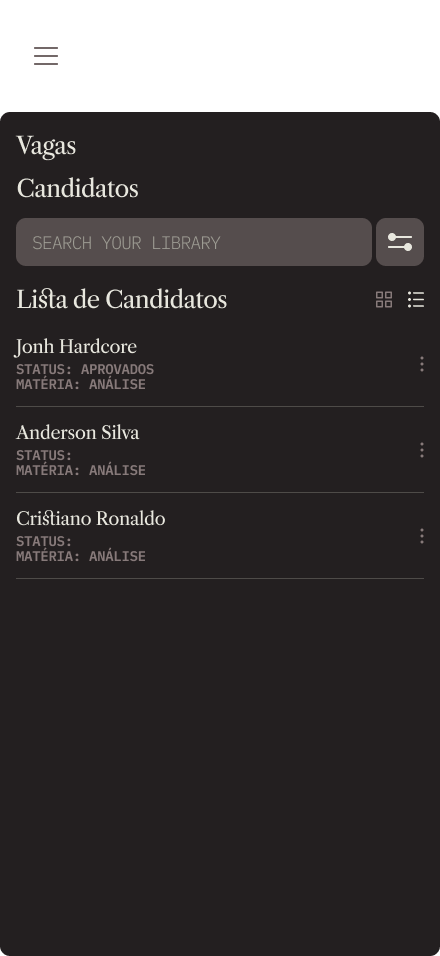 Vagas
Candidatos
SEARCH YOUR LIBRARY
Lista de Candidatos
Jonh Hardcore
STATUS: APROVADOS
MATÉRIA: ANÁLISE
Anderson Silva
STATUS:
MATÉRIA: ANÁLISE
Cristiano Ronaldo
STATUS:
MATÉRIA: ANÁLISE